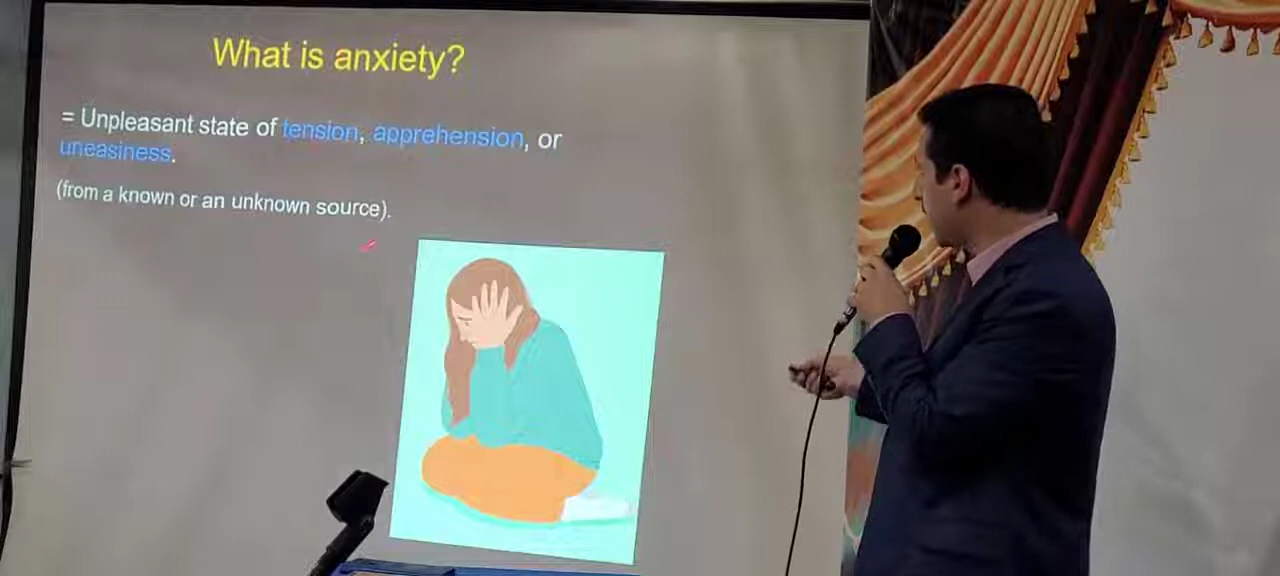 What is anxiety?
= Unpleasant state of tension, apprehension, or
uneasiness.
(from a known or an unknown source).